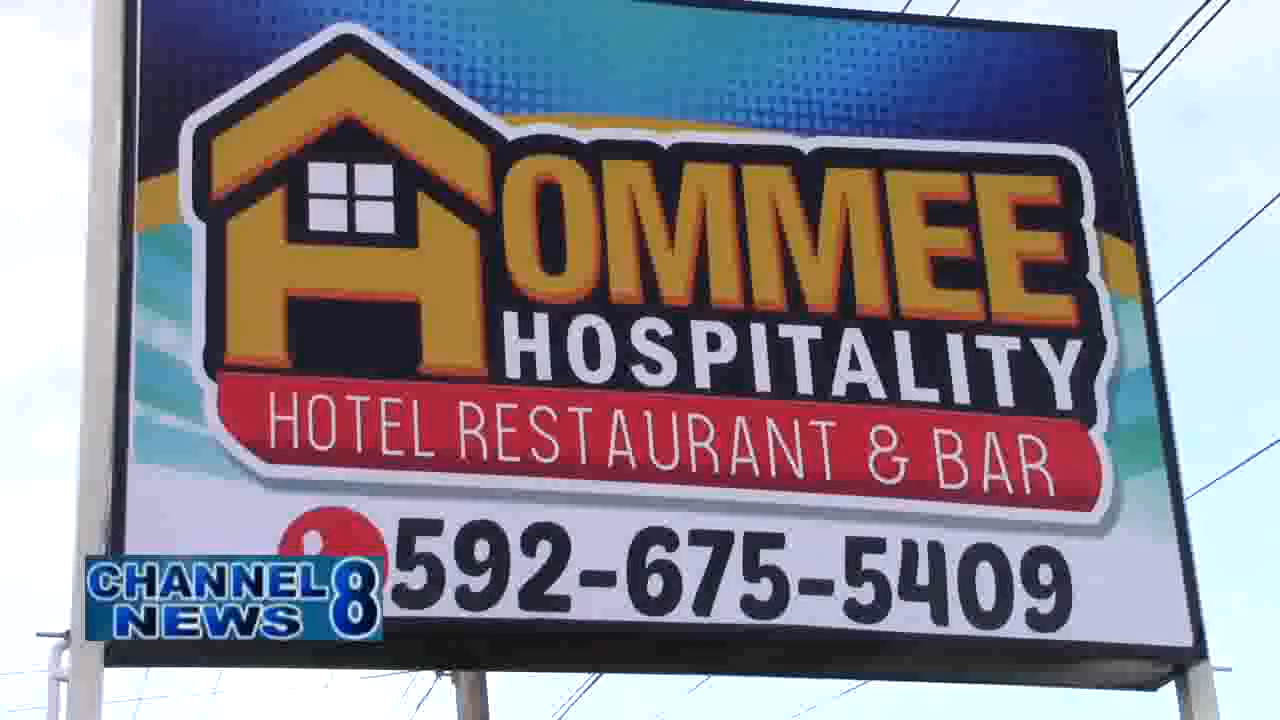 HOMMEE
HOSPITALITY
HOTEL RESTAURANT & BAR
592-675-5409
CHANNEL 8
NEWS